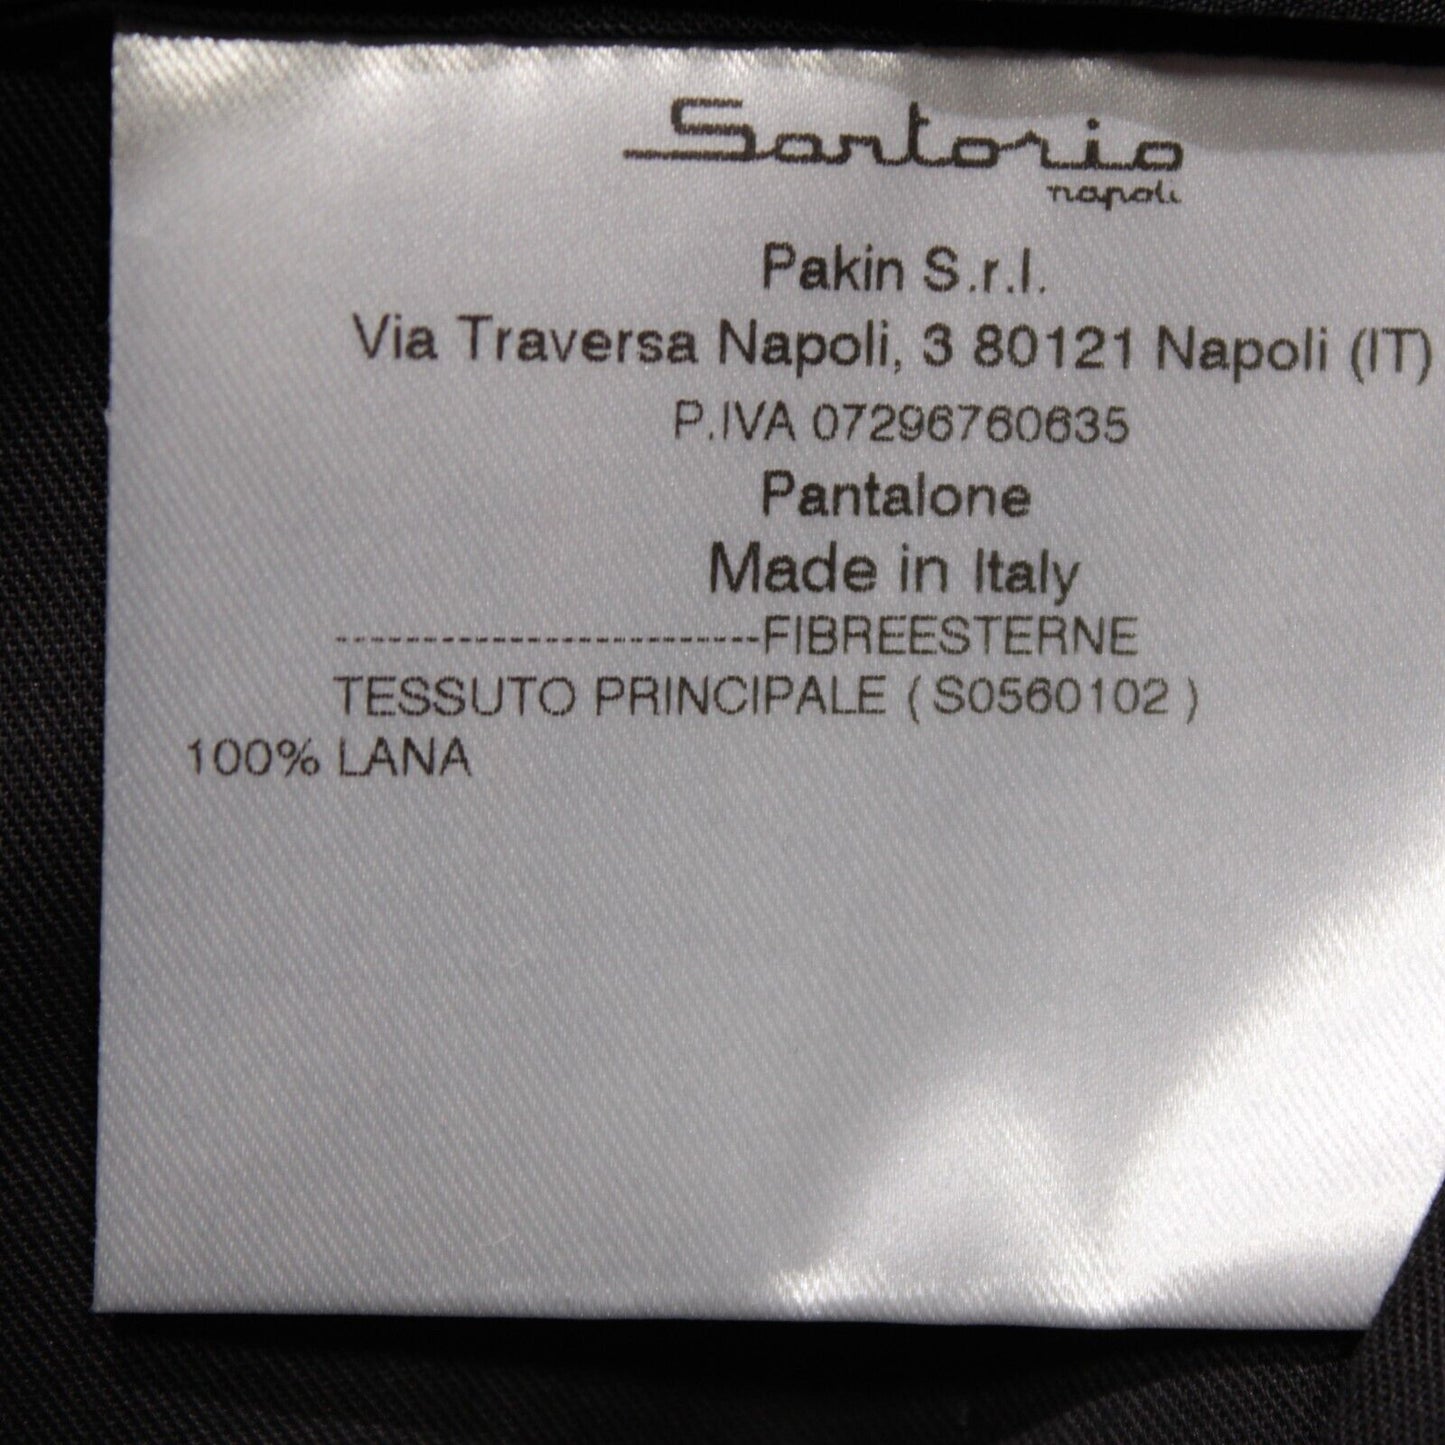 Sartorio
napoli
Pakin S.r.l.
Via Traversa Napoli, 3 80121 Napoli (IT)
P.IVA 07296760635
Pantalone
Made in Italy
-------------------------FIBREESTERNE
TESSUTO PRINCIPALE ( S0560102 )
100% LANA